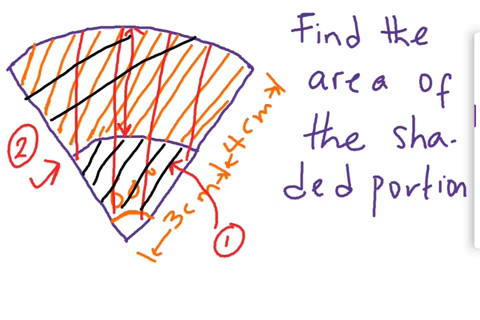 Find the
area of
the sha-
ded portion
②
3cm
4cm
①